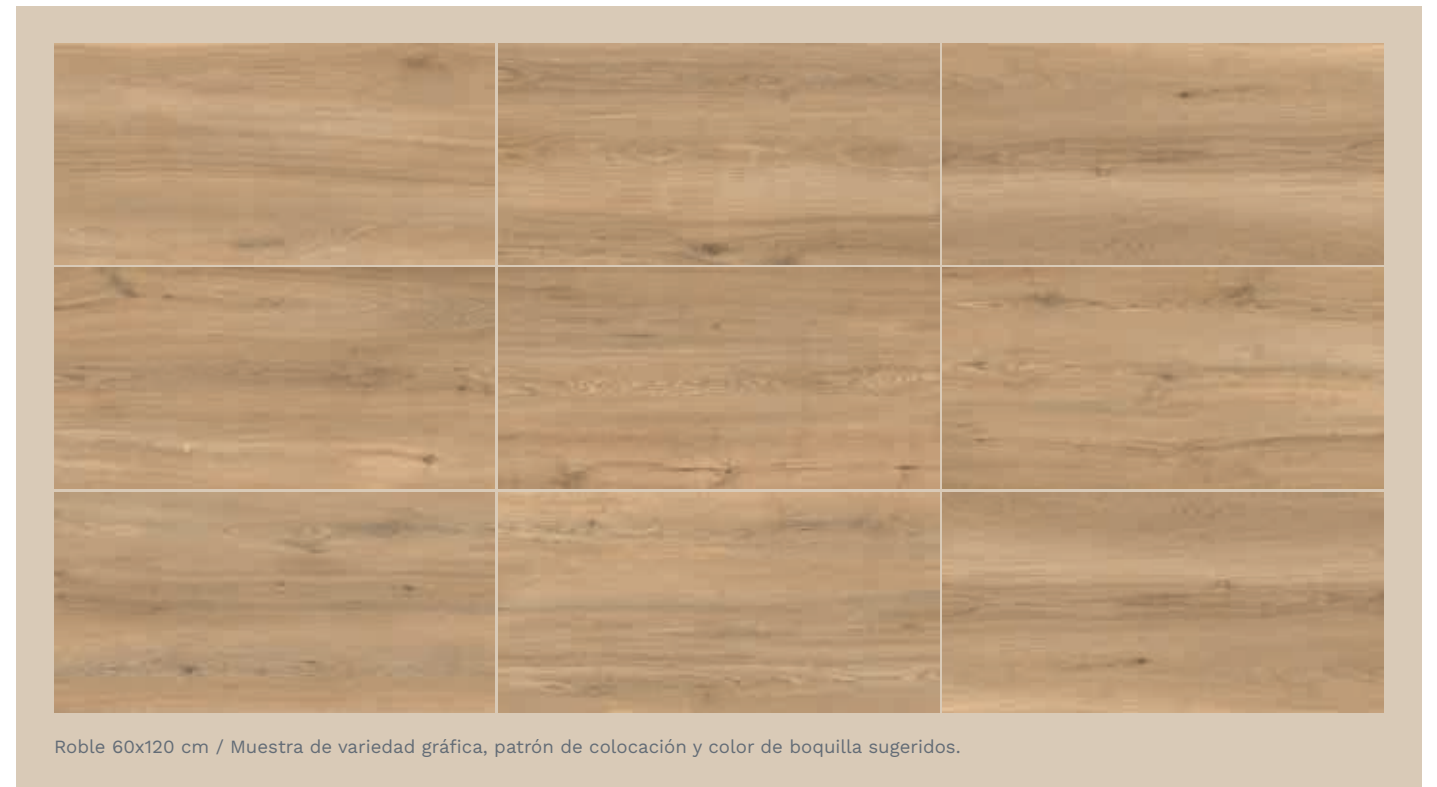 Roble 60x120 cm / Muestra de variedad gráfica, patrón de colocación y color de boquilla sugeridos.